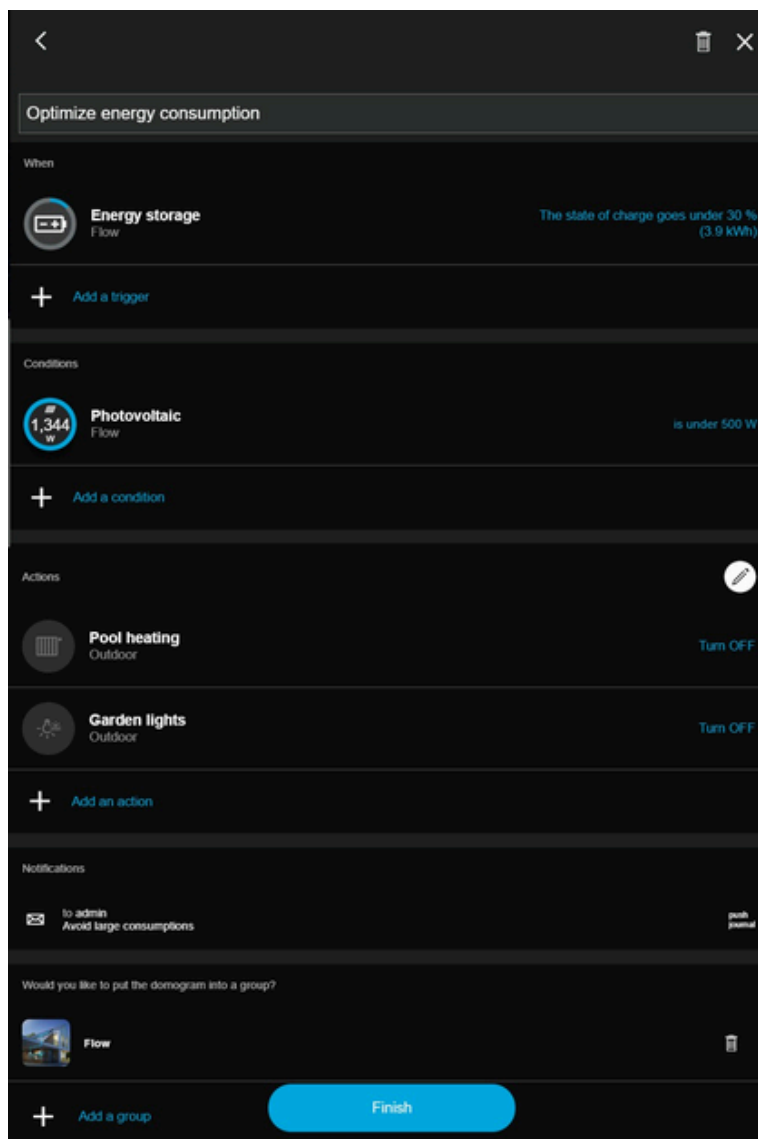 Optimize energy consumption
When
Energy storage
Flow
The state of charge goes under 30 %
(3.9 kWh)
Add a trigger
Conditions
1,344
W
Photovoltaic
Flow
is under 500 W
Add a condition
Actions
Pool heating
Outdoor
Turn OFF
Garden lights
Outdoor
Turn OFF
Add an action
Notifications
to admin
Avoid large consumptions
push
journal
Would you like to put the domogram into a group?
Flow
Add a group
Finish